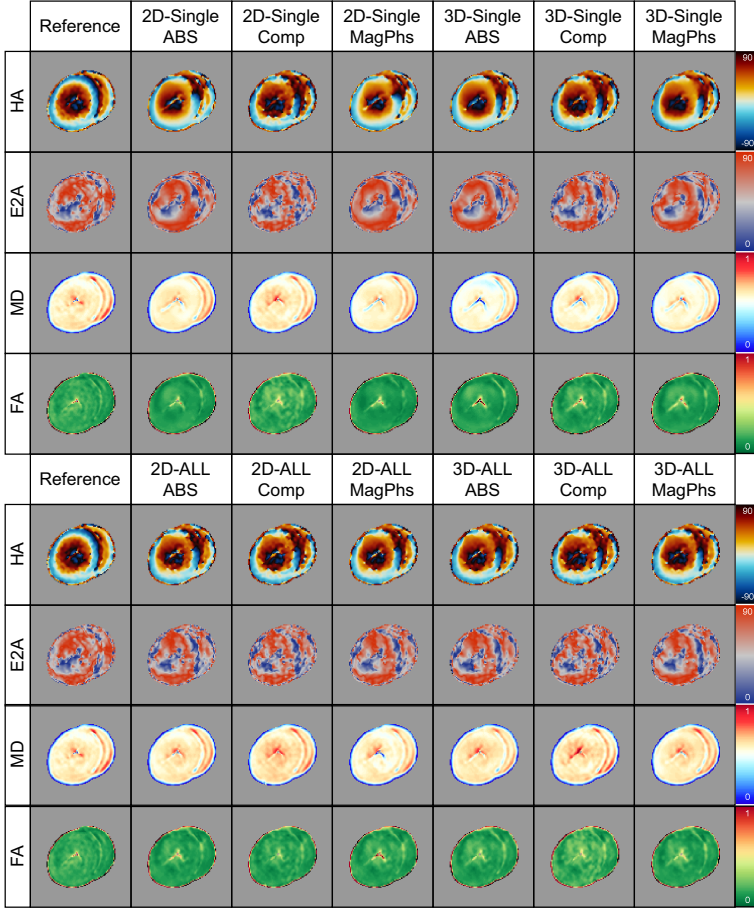 Reference
2D-Single
ABS
2D-Single
Comp
2D-Single
MagPhs
3D-Single
ABS
3D-Single
Comp
3D-Single
MagPhs
HA
90
-90
E2A
90
0
MD
1
0
FA
1
0
Reference
2D-ALL
ABS
2D-ALL
Comp
2D-ALL
MagPhs
3D-ALL
ABS
3D-ALL
Comp
3D-ALL
MagPhs
HA
90
-90
E2A
90
0
MD
1
0
FA
1
0